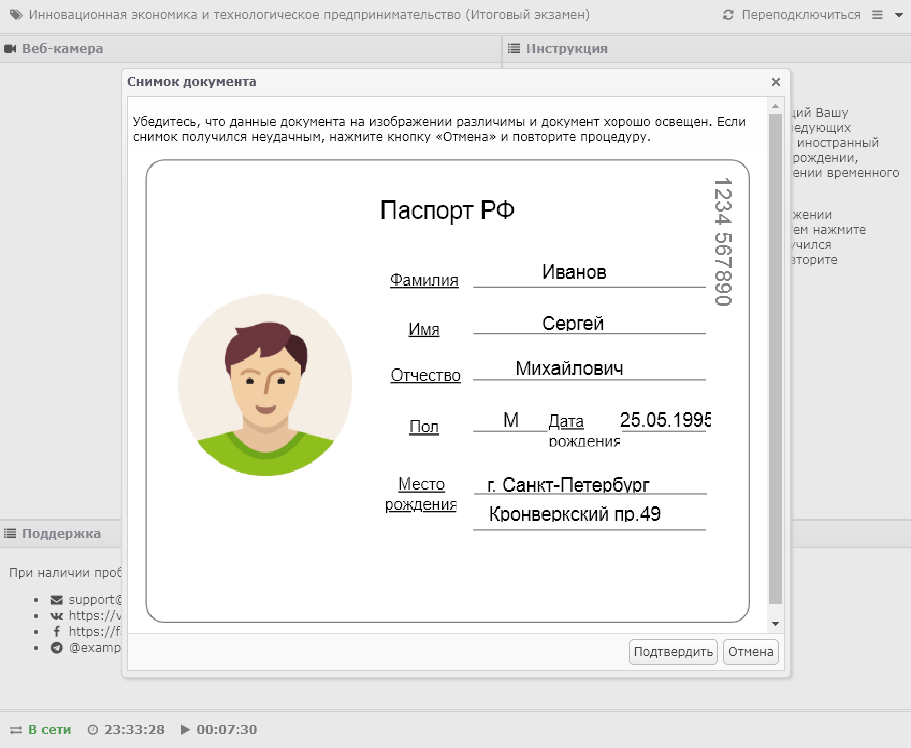 Инновационная экономика и технологическое предпринимательство (Итоговый экзамен)
Переподключиться
Веб-камера
Инструкция
Снимок документа
Убедитесь, что данные документа на изображении различимы и документ хорошо освещен. Если
снимок получился неудачным, нажмите кнопку «Отмена» и повторите процедуру.
Паспорт РФ
1234 567890
Фамилия Иванов
Имя Сергей
Отчество Михайлович
Пол М Дата
рождения 25.05.1995
Место
рождения г. Санкт-Петербург
Кронверкский пр.49
ций Вашу
ледующих
иностранный
рождении,
ении временного
жении
ем нажмите
учился
вторите
Поддержка
При наличии проб
support@
https://v
https://f
@examp
Подтвердить
Отмена
В сети 23:33:28 00:07:30